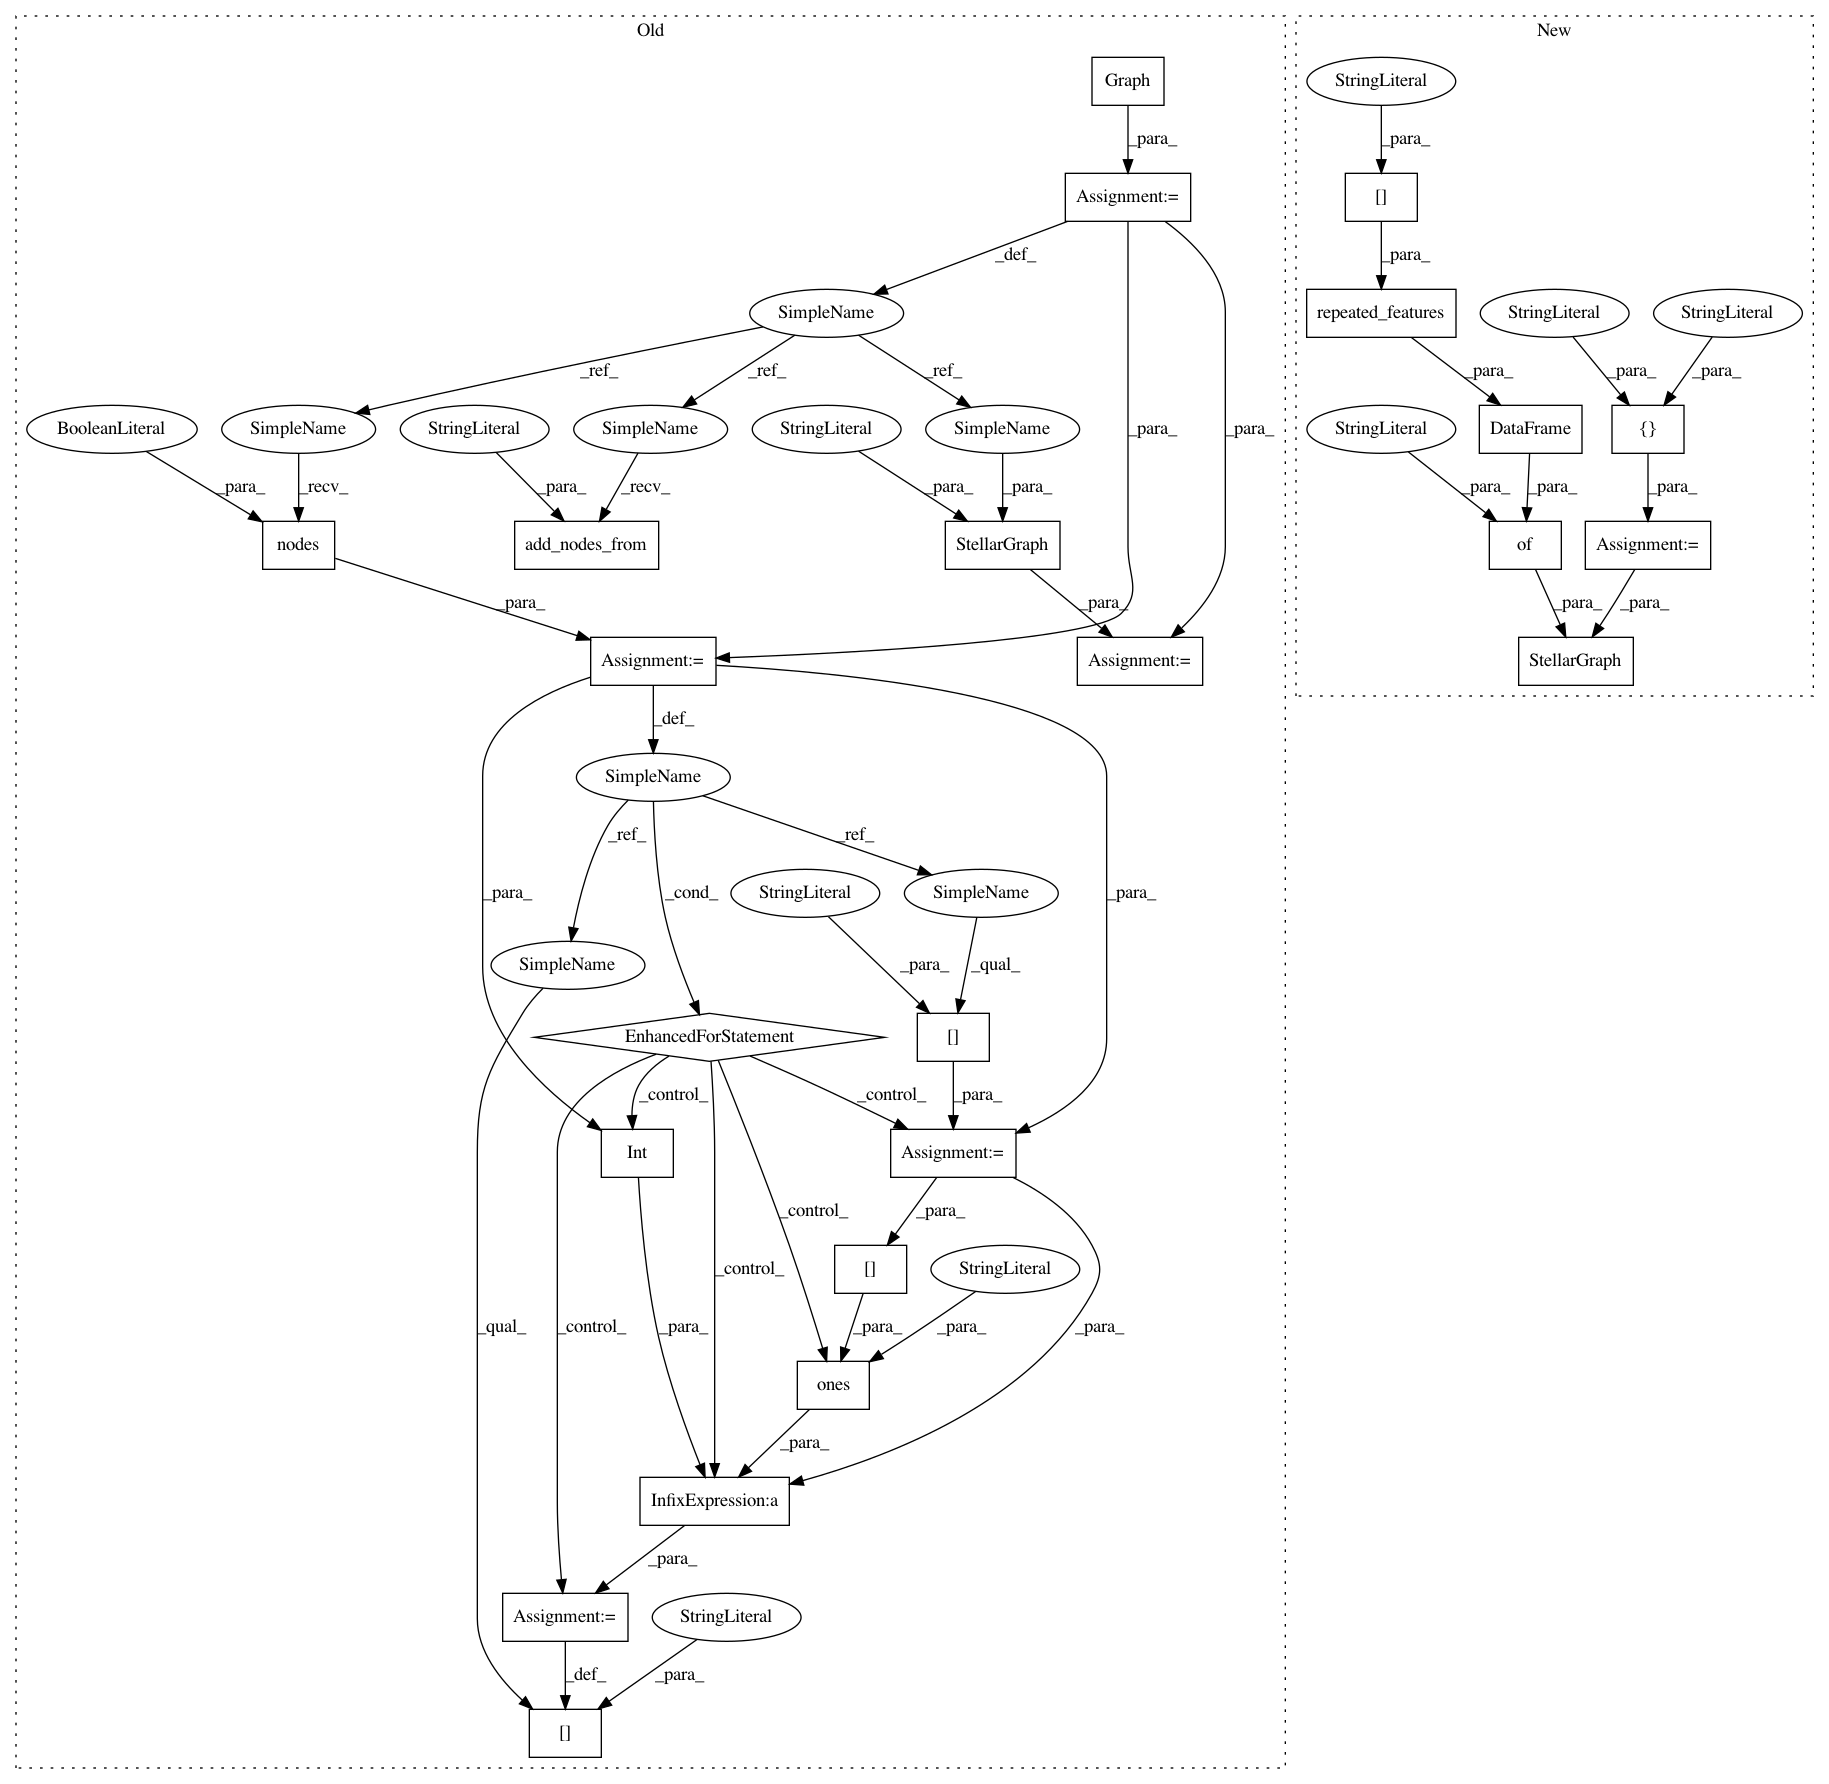 Old
New
Graph
StringLiteral
_para_
_para_
Assignment:=
[]
_def_
_para_
SimpleName
repeated_features
StringLiteral
StringLiteral
_ref_
_ref_
_ref_
_para_
_para_
_para_
BooleanLiteral
SimpleName
StringLiteral
SimpleName
StringLiteral
SimpleName
_para_
_para_
StringLiteral
DataFrame
{}
_para_
_recv_
_para_
_recv_
_para_
_para_
_para_
_para_
_para_
nodes
add_nodes_from
StellarGraph
of
Assignment:=
_para_
_para_
_para_
_para_
Assignment:=
Assignment:=
StellarGraph
_def_
SimpleName
_ref_
_ref_
_para_
_cond_
StringLiteral
SimpleName
_para_
SimpleName
_para_
_qual_
EnhancedForStatement
[]
_control_
_control_
_para_
Int
Assignment:=
_control_
_para_
[]
StringLiteral
_control_
_qual_
_control_
_para_
_para_
_para_
_para_
ones
_para_
InfixExpression:a
_para_
Assignment:=
StringLiteral
_def_
_para_
[]